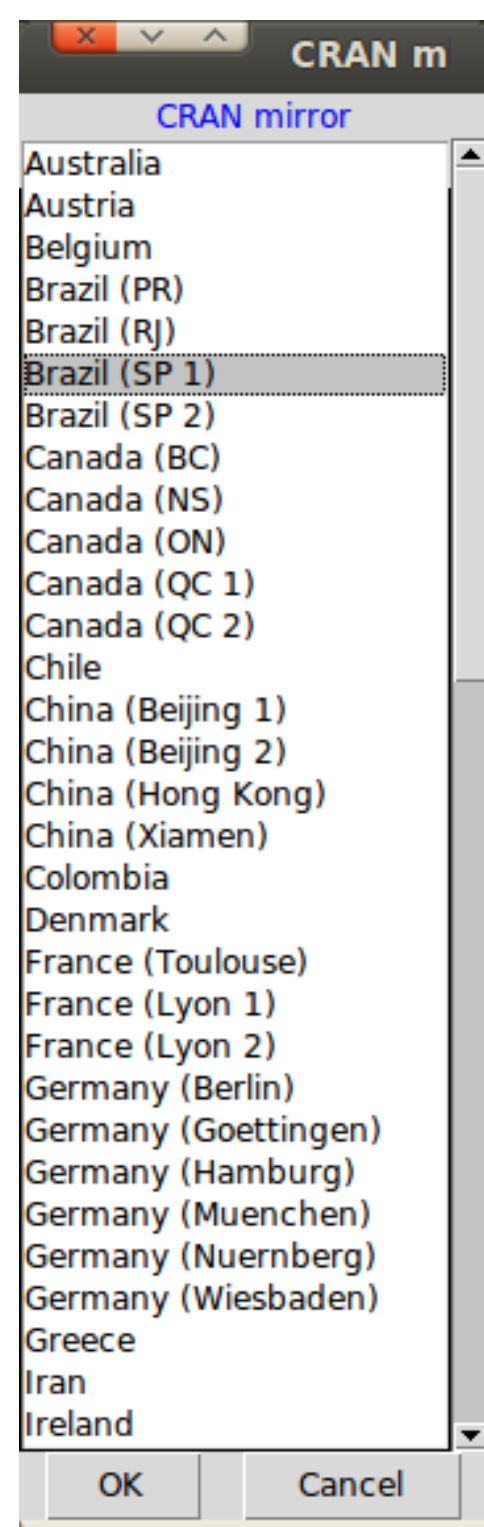 CRAN m
CRAN mirror
Australia
Austria
Belgium
Brazil (PR)
Brazil (RJ)
Brazil (SP 1)
Brazil (SP 2)
Canada (BC)
Canada (NS)
Canada (ON)
Canada (QC 1)
Canada (QC 2)
Chile
China (Beijing 1)
China (Beijing 2)
China (Hong Kong)
China (Xiamen)
Colombia
Denmark
France (Toulouse)
France (Lyon 1)
France (Lyon 2)
Germany (Berlin)
Germany (Goettingen)
Germany (Hamburg)
Germany (Muenchen)
Germany (Nuernberg)
Germany (Wiesbaden)
Greece
Iran
Ireland
OK Cancel